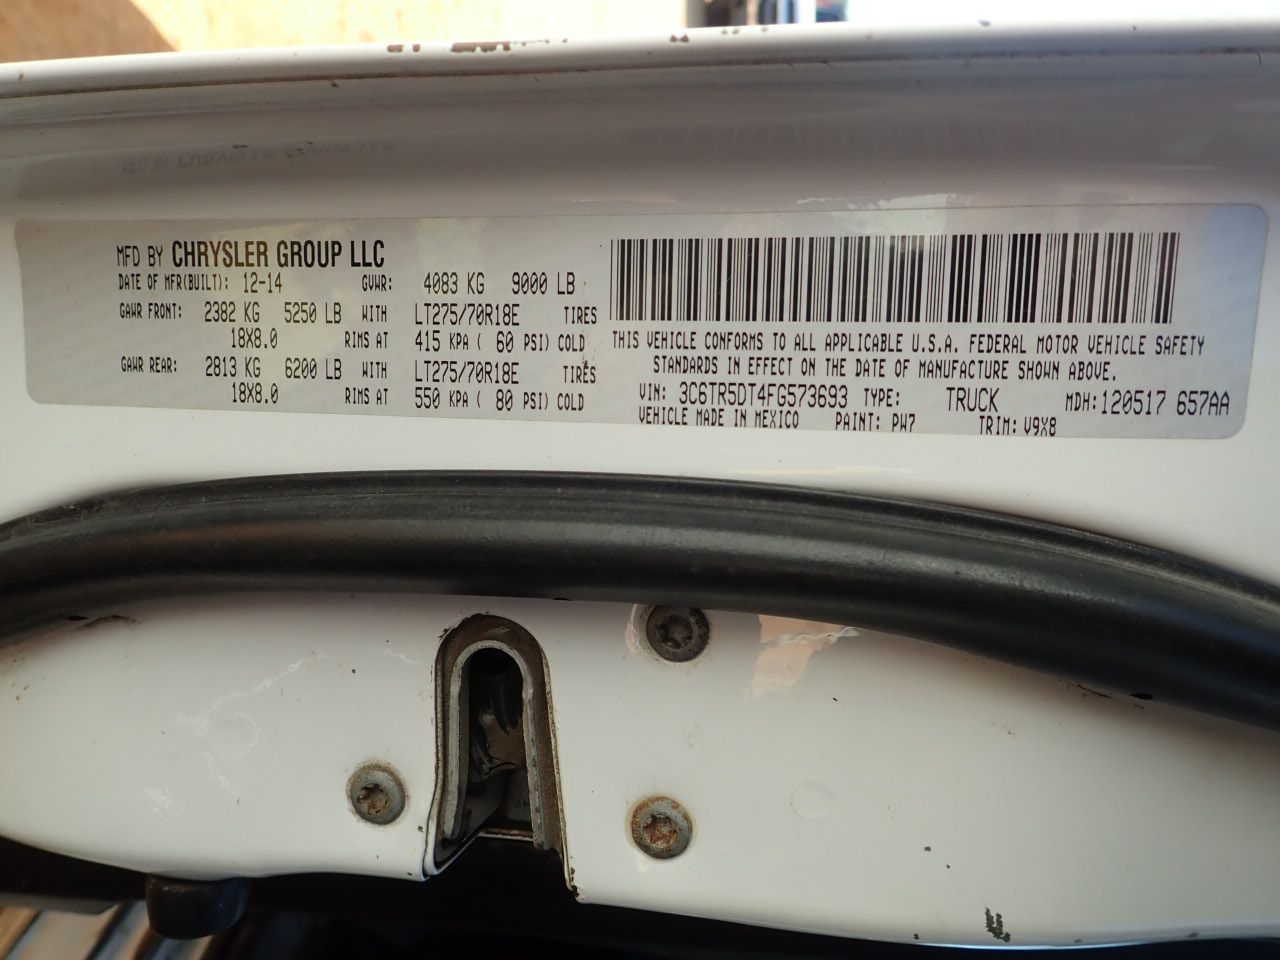 MFD BY CHRYSLER GROUP LLC
DATE OF MFR(BUILT): 12-14 GVWR: 4083 KG 9000 LB
GAWR FRONT: 2382 KG 5250 LB WITH LT275/70R18E TIRES
18X8.0 RIMS AT 415 KPA ( 60 PSI) COLD
GAWR REAR: 2813 KG 6200 LB WITH LT275/70R18E TIRES
18X8.0 RIMS AT 550 KPA ( 80 PSI) COLD
THIS VEHICLE CONFORMS TO ALL APPLICABLE U.S.A. FEDERAL MOTOR VEHICLE SAFETY
STANDARDS IN EFFECT ON THE DATE OF MANUFACTURE SHOWN ABOVE.
VIN: 3C6TR5DT4FG573693 TYPE: TRUCK MDH:120517 657AA
VEHICLE MADE IN MEXICO PAINT: PW7 TRIM: V9X8